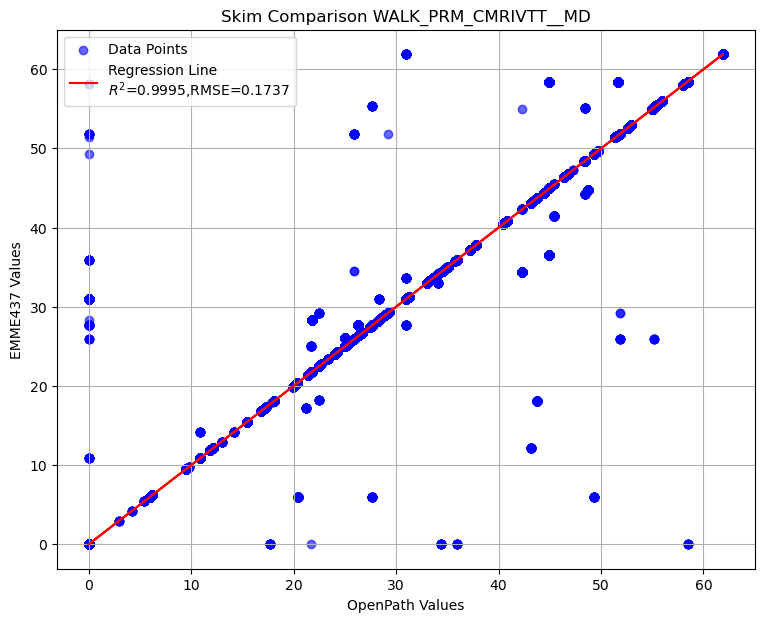 Skim Comparison WALK_PRM_CMRIVTT__MD
Data Points
Regression Line
R²=0.9995,RMSE=0.1737
60
50
40
30
20
10
0
EMME437 Values
0 10 20 30 40 50 60
OpenPath Values